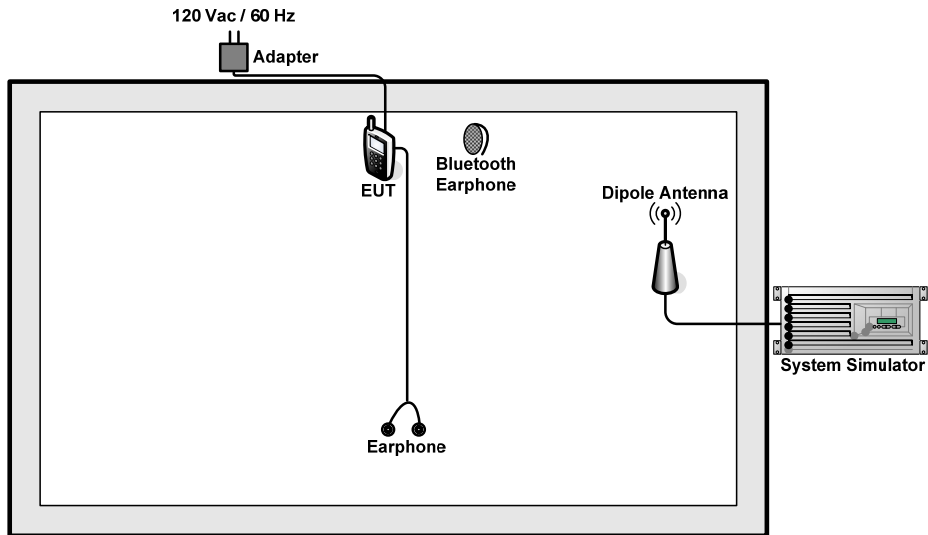 120 Vac / 60 Hz
Adapter
EUT
Bluetooth
Earphone
Dipole Antenna
System Simulator
Earphone